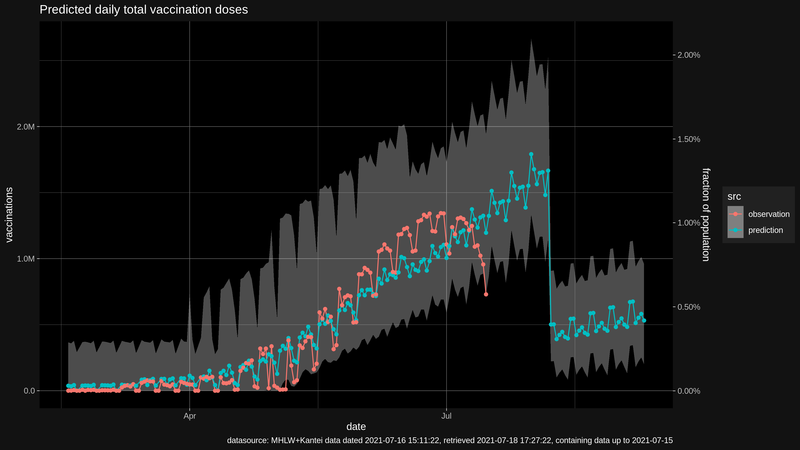 Predicted daily total vaccination doses
2.00%
2.0M
1.50%
vaccinations
fraction of population
src
1.00%
observation
prediction
1.0M
0.50%
0.0
0.00%
Apr
Jul
date
datasource: MHLW+Kantei data dated 2021-07-16 15:11:22, retrieved 2021-07-18 17:27:22, containing data up to 2021-07-15